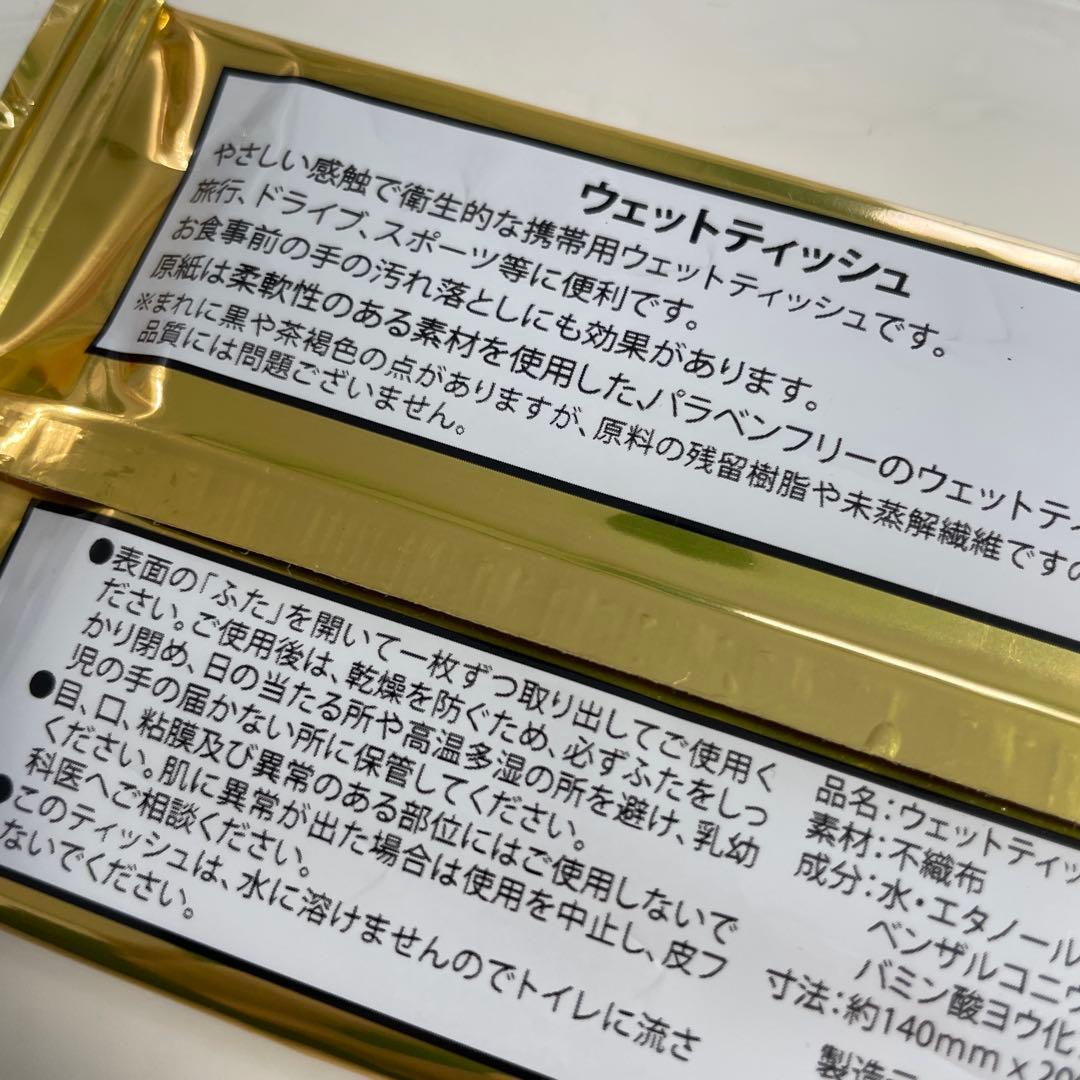 ウェットティッシュ
やさしい感触で衛生的な携帯用ウエットティッシュです。
旅行、ドライブ、スポーツ等に便利です。
お食事前の手の汚れ落としにも効果があります。
原紙は柔軟性のある素材を使用した、パラベンフリーのウェットティ
※まれに黒や茶褐色の点がありますが、原料の残留樹脂や未蒸解繊維ですの
品質には問題ございません。
●表面の「ふた」を開いて一枚ずつ取り出してご使用く
ださい。ご使用後は、乾燥を防ぐため、必ずふたをしっ
かり閉め、日の当たる所や高温多湿の所を避け、乳幼
児の手の届かない所に保管してください。
●目、口、粘膜及び異常のある部位にはご使用しないで
ください。肌に異常が出た場合は使用を中止し、皮フ
科医へご相談ください。
●このティッシュは、水に溶けませんのでトイレに流さ
ないでください。
品名:ウェットティッ
素材:不織布
成分:水・エタノール
ベンザルコニウ
バミン酸ヨウ化
寸法:約140mm x 20
製造